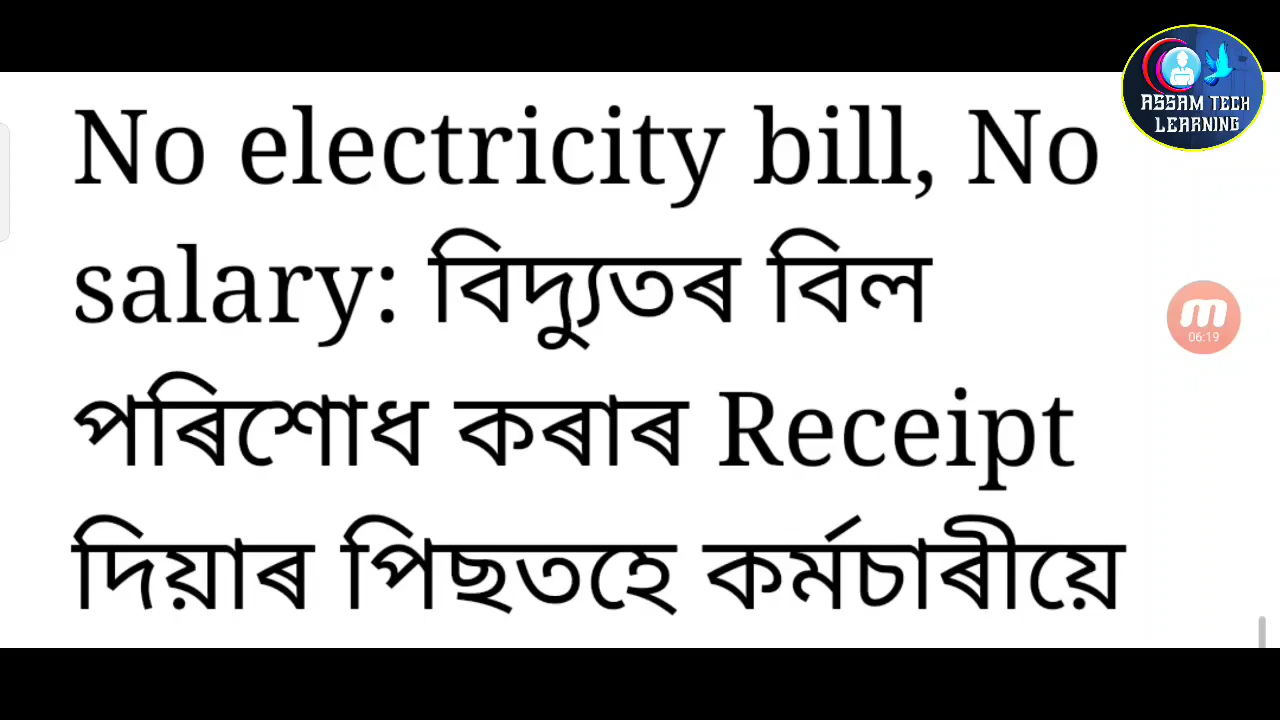 ASSAM TECH
LEARNING
No electricity bill, No
salary: বিদ্যুতৰ বিল
06:19
পৰিশোধ কৰাৰ Receipt
দিয়াৰ পিছতহে কৰ্মচাৰীয়ে